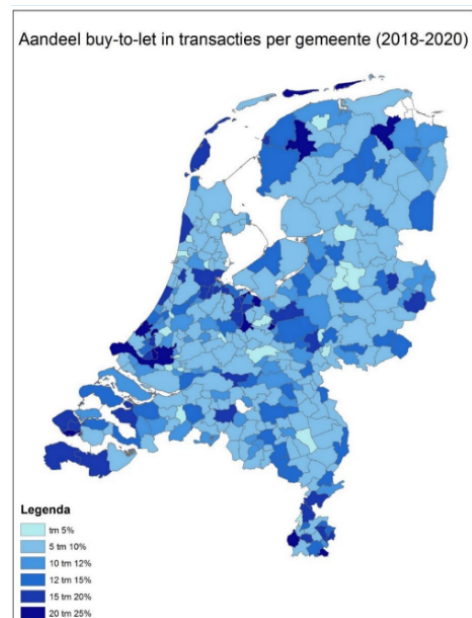 Aandeel buy-to-let in transacties per gemeente (2018-2020)
Legenda
tm 5%
5 tm 10%
10 tm 12%
12 tm 15%
15 tm 20%
20 tm 25%